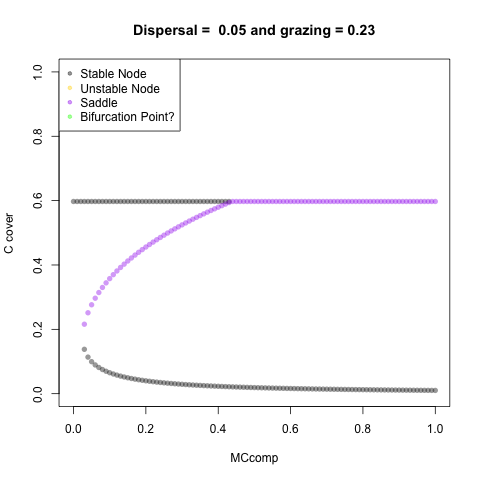 Dispersal =  0.05 and grazing = 0.23
Stable Node
Unstable Node
Saddle
Bifurcation Point?
1.0
0.8
0.6
0.4
0.2
0.0
C cover
0.0 0.2 0.4 0.6 0.8 1.0
MCcomp